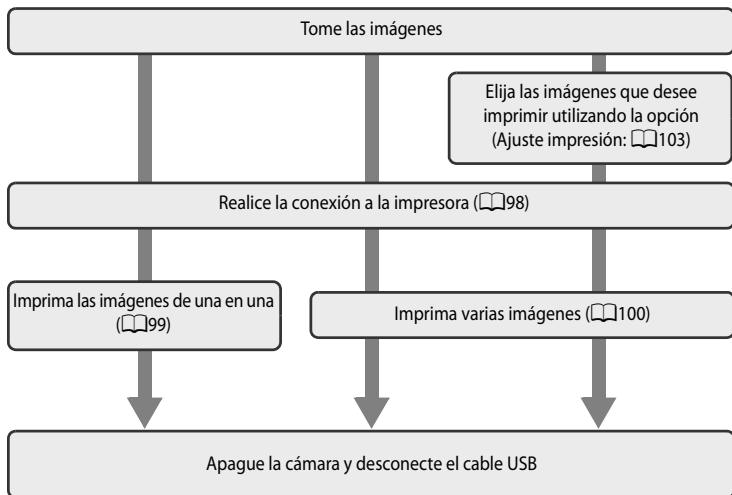 Tome las imágenes
Elija las imágenes que desee
imprimir utilizando la opción
(Ajuste impresión: 103)
Realice la conexión a la impresora (98)
Imprima las imágenes de una en una
(99)
Imprima varias imágenes (100)
Apague la cámara y desconecte el cable USB